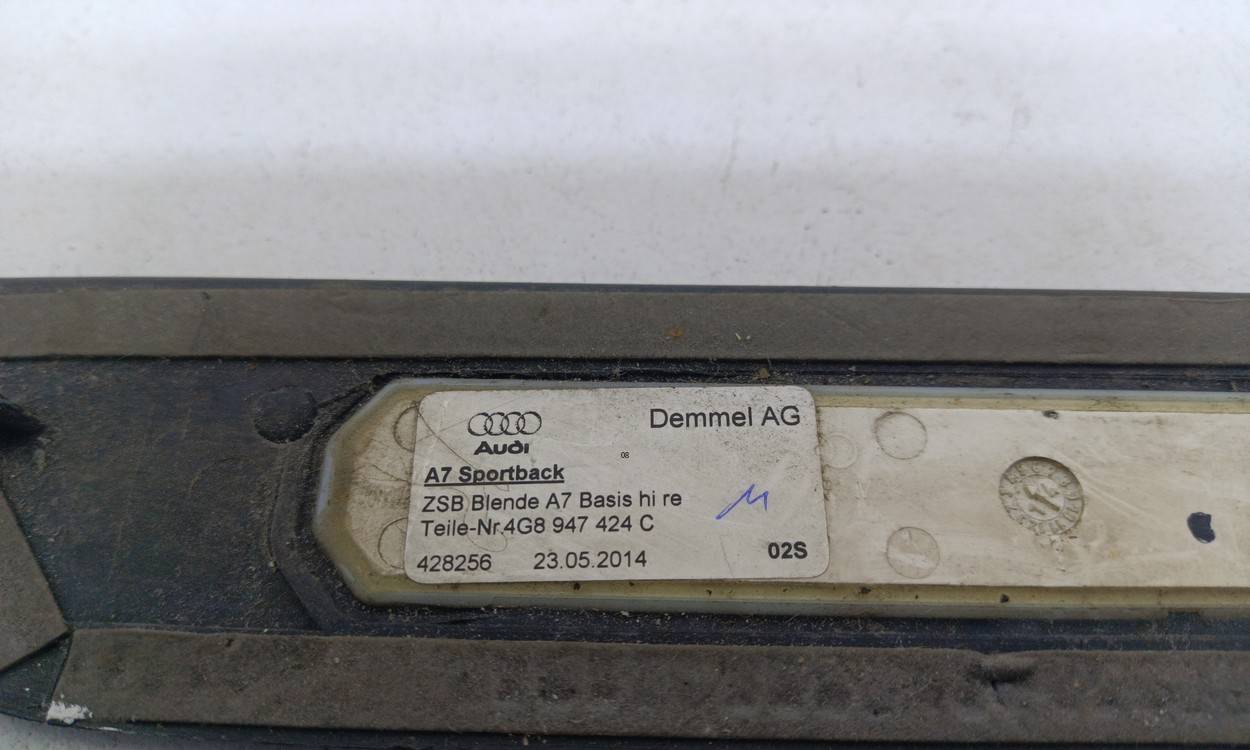 Audi
Demmel AG
08
A7 Sportback
ZSB Blende A7 Basis hi re
Teile-Nr.4G8 947 424 C
428256 23.05.2014 02S